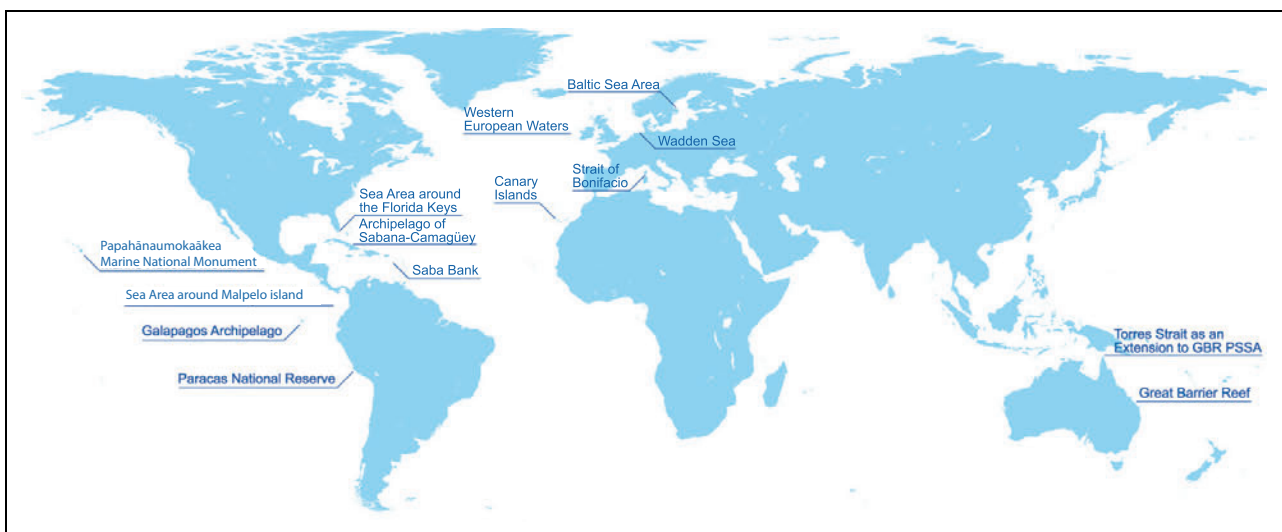 Baltic Sea Area
Western
European Waters
Wadden Sea
Strait of
Bonifacio
Canary
Islands
Sea Area around
the Florida Keys
Archipelago of
Sabana-Camagüey
Papahānaumokaākea
Marine National Monument
Saba Bank
Sea Area around Malpelo island
Galapagos Archipelago
Torres Strait as an
Extension to GBR PSSA
Paracas National Reserve
Great Barrier Reef